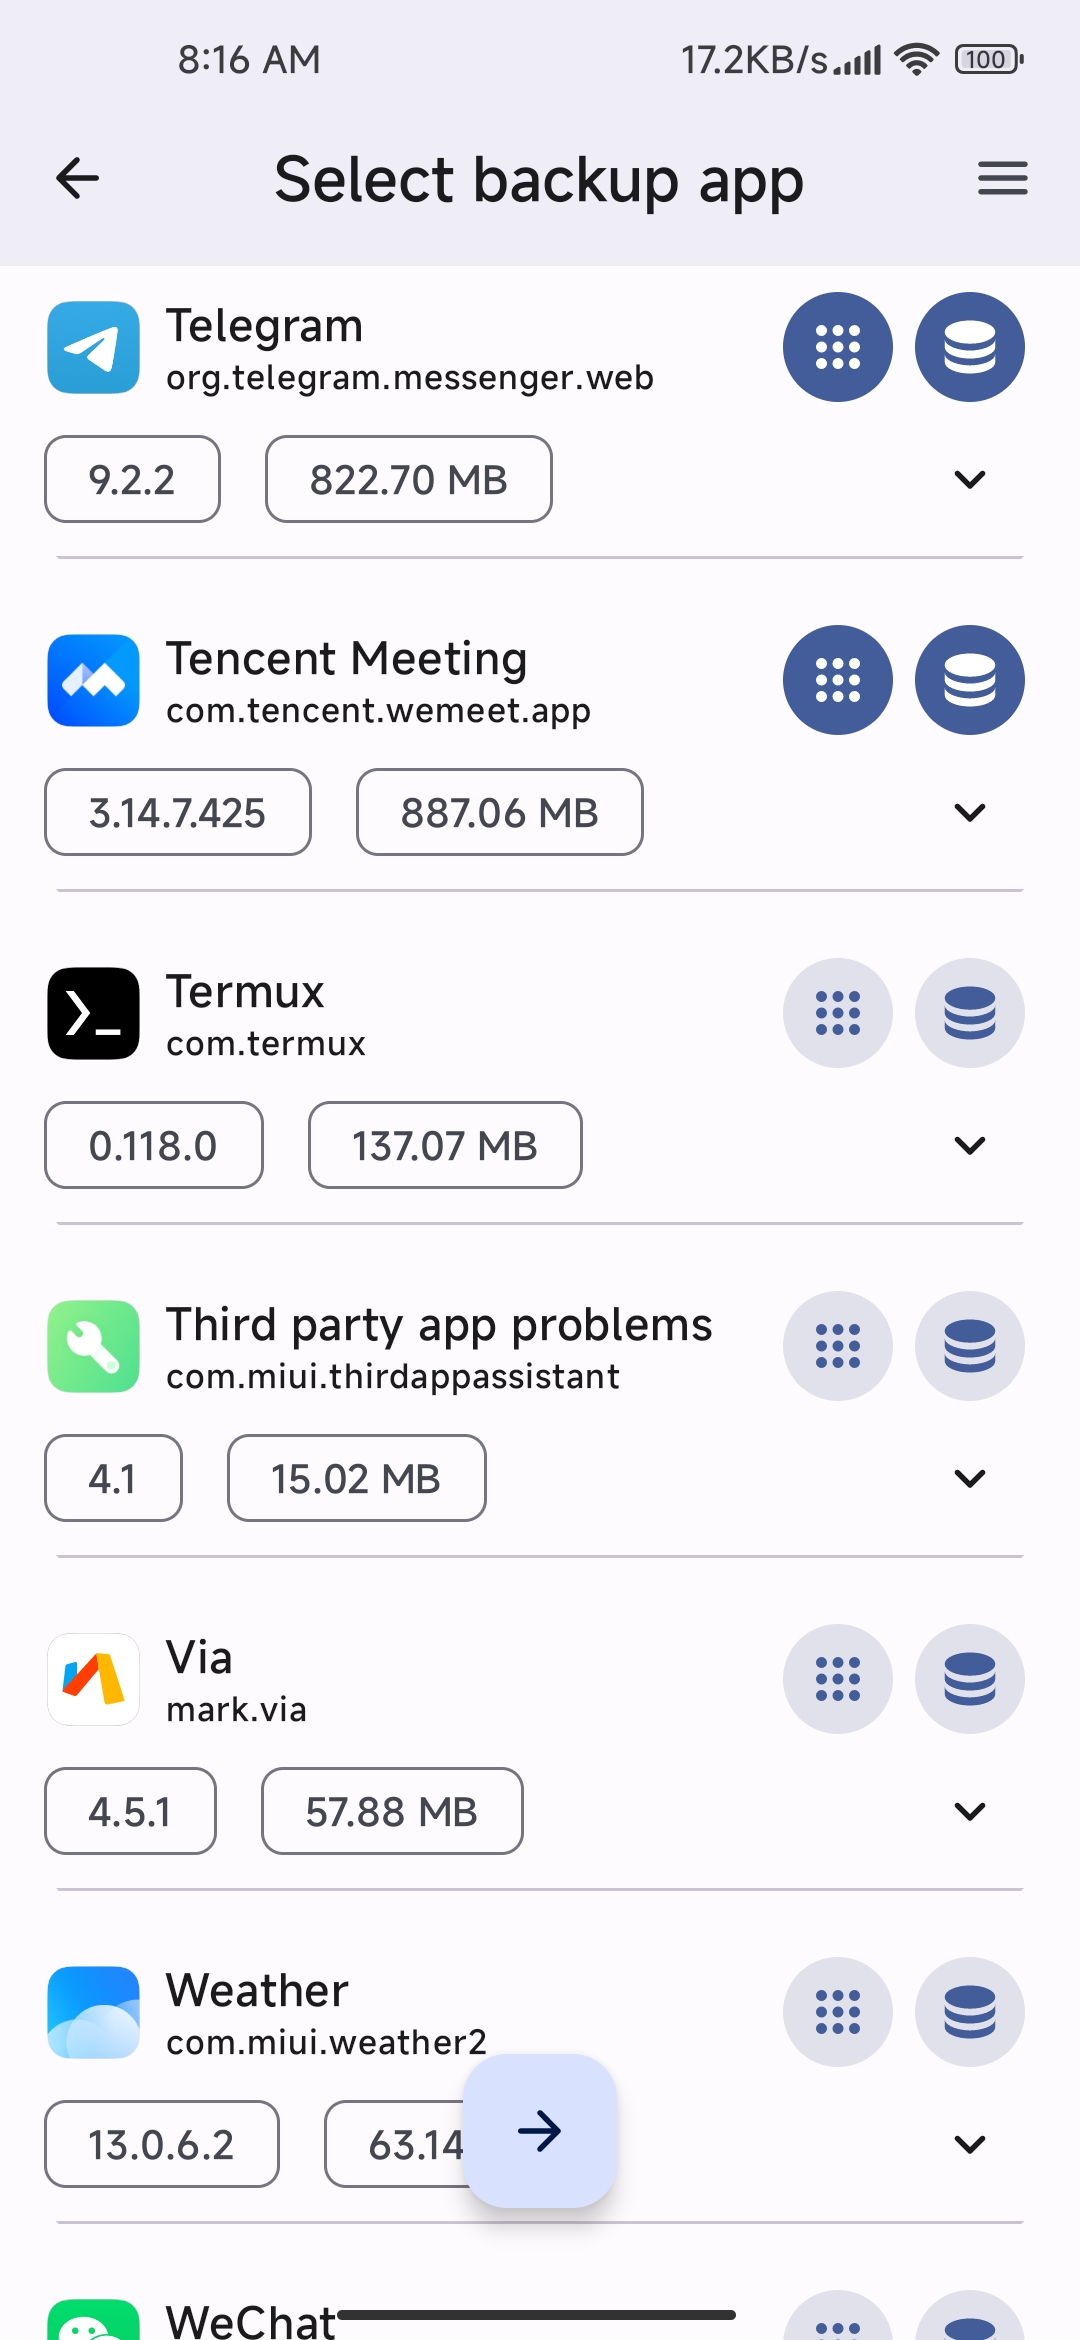 8:16 AM 17.2KB/s 100
Select backup app
Telegram
org.telegram.messenger.web
9.2.2 822.70 MB
Tencent Meeting
com.tencent.wemeet.app
3.14.7.425 887.06 MB
Termux
com.termux
0.118.0 137.07 MB
Third party app problems
com.miui.thirdappassistant
4.1 15.02 MB
Via
mark.via
4.5.1 57.88 MB
Weather
com.miui.weather2
13.0.6.2 63.14
WeChat